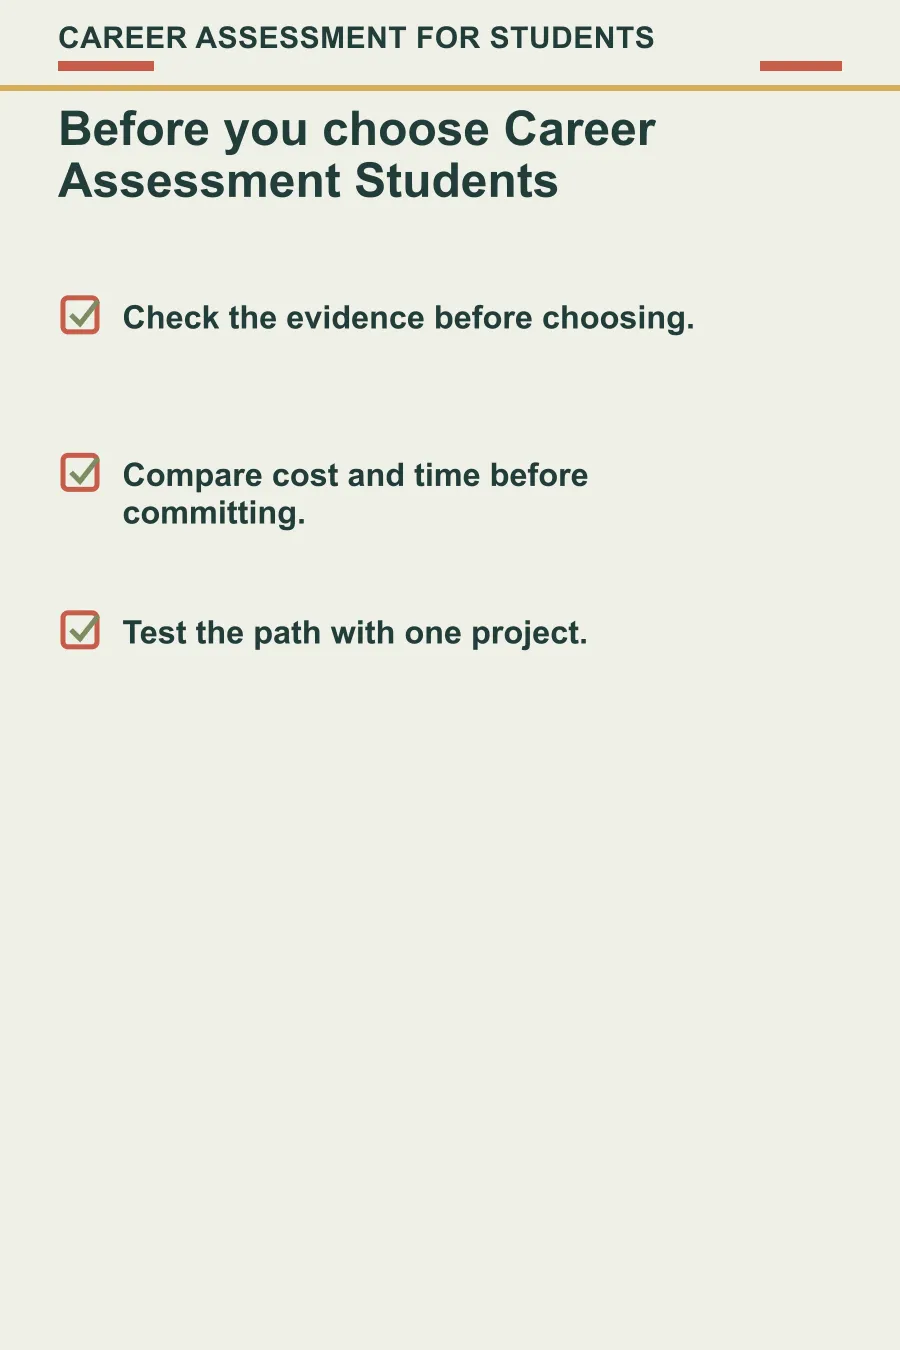 CAREER ASSESSMENT FOR STUDENTS
Before you choose Career
Assessment Students
Check the evidence before choosing.
Compare cost and time before
committing.
Test the path with one project.